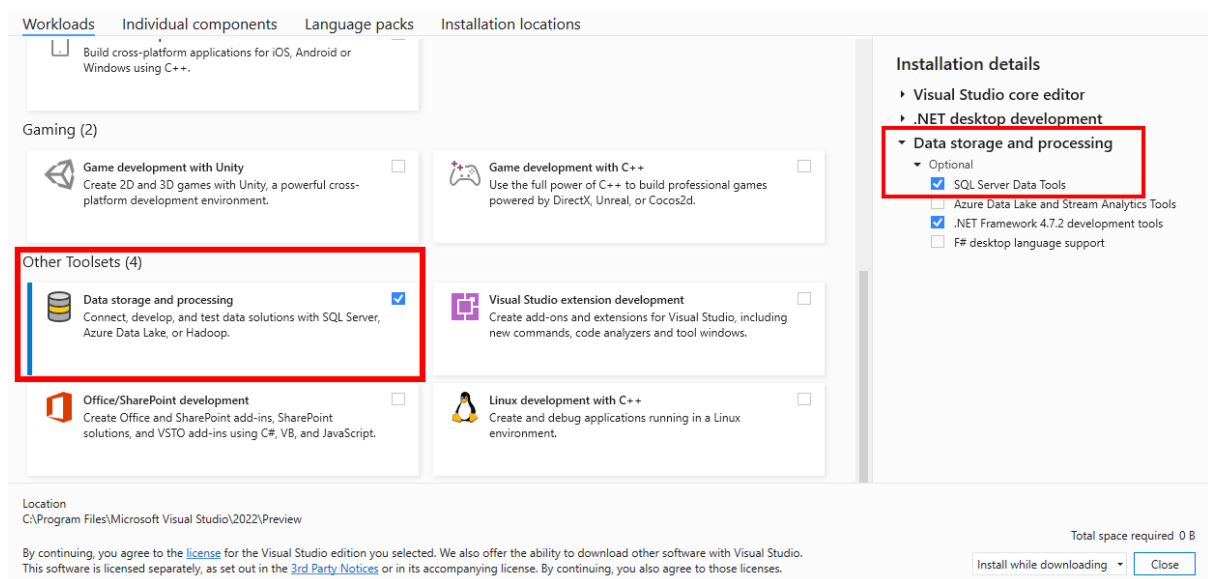 Workloads Individual components Language packs Installation locations
Build cross-platform applications for iOS, Android or
Windows using C++.
Gaming (2)
Game development with Unity
Create 2D and 3D games with Unity, a powerful cross-
platform development environment.
Game development with C++
Use the full power of C++ to build professional games
powered by DirectX, Unreal, or Cocos2d.
Other Toolsets (4)
Data storage and processing
Connect, develop, and test data solutions with SQL Server,
Azure Data Lake, or Hadoop.
Visual Studio extension development
Create add-ons and extensions for Visual Studio, including
new commands, code analyzers and tool windows.
Office/SharePoint development
Create Office and SharePoint add-ins, SharePoint
solutions, and VSTO add-ins using C#, VB, and JavaScript.
Linux development with C++
Create and debug applications running in a Linux
environment.
Installation details
Visual Studio core editor
.NET desktop development
Data storage and processing
Optional
SQL Server Data Tools
Azure Data Lake and Stream Analytics Tools
.NET Framework 4.7.2 development tools
F# desktop language support
Location
C:\Program Files\Microsoft Visual Studio\2022\Preview
By continuing, you agree to the license for the Visual Studio edition you selected. We also offer the ability to download other software with Visual Studio.
This software is licensed separately, as set out in the 3rd Party Notices or in its accompanying license. By continuing, you also agree to those licenses.
Total space required 0 B
Install while downloading Close